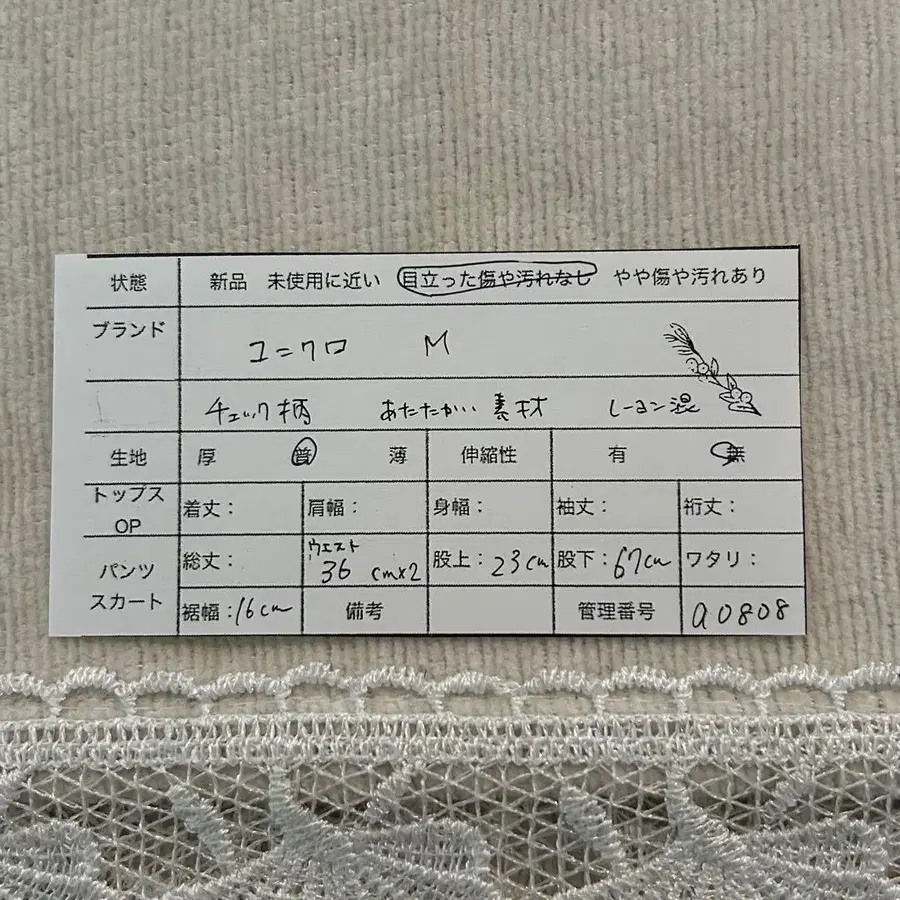 状態 新品 未使用に近い 目立った傷や汚れなし やや傷や汚れあり
ブランド ユニクロ M
チェック柄 あたたかい素材 レーヨン混
生地 厚 普 薄 伸縮性 有 無
トップス OP 着丈: 肩幅: 身幅: 袖丈: 裄丈:
パンツ スカート 総丈: ウエスト 36 cm×2 股上:23cm 股下:67cm ワタリ:
裾幅:16cm 備考 管理番号 a0808